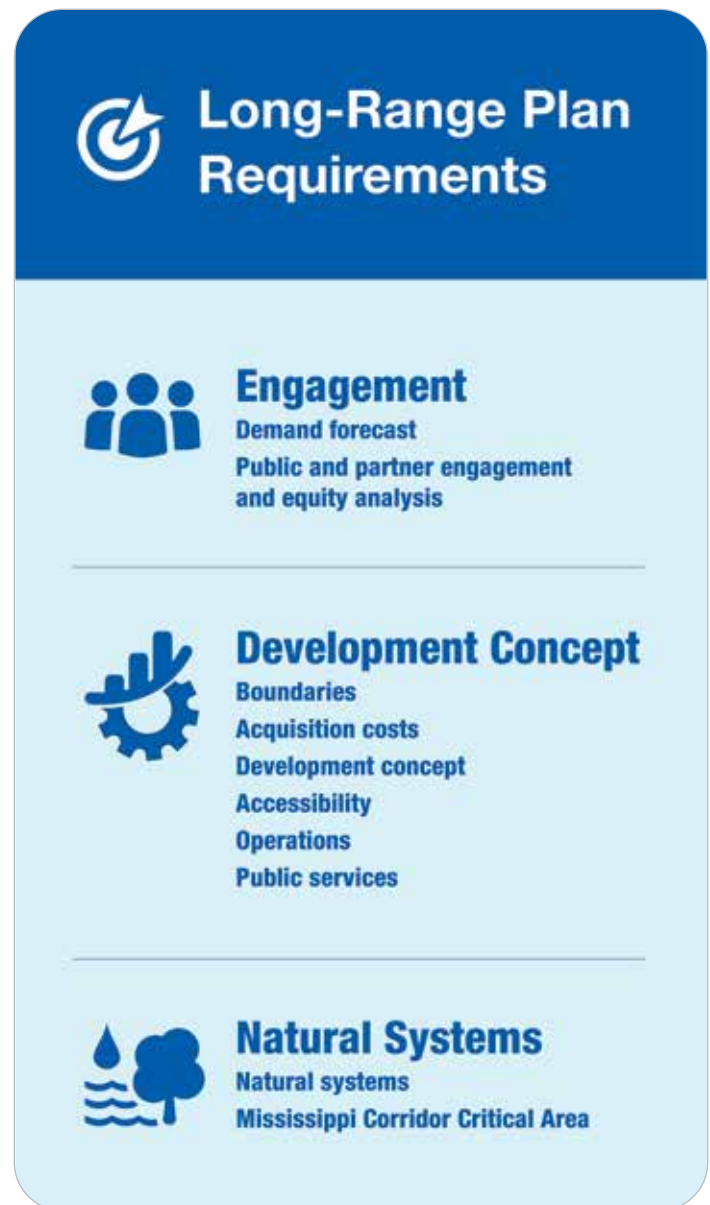 Long-Range Plan
Requirements
Engagement
Demand forecast
Public and partner engagement
and equity analysis
Development Concept
Boundaries
Acquisition costs
Development concept
Accessibility
Operations
Public services
Natural Systems
Natural systems
Mississippi Corridor Critical Area